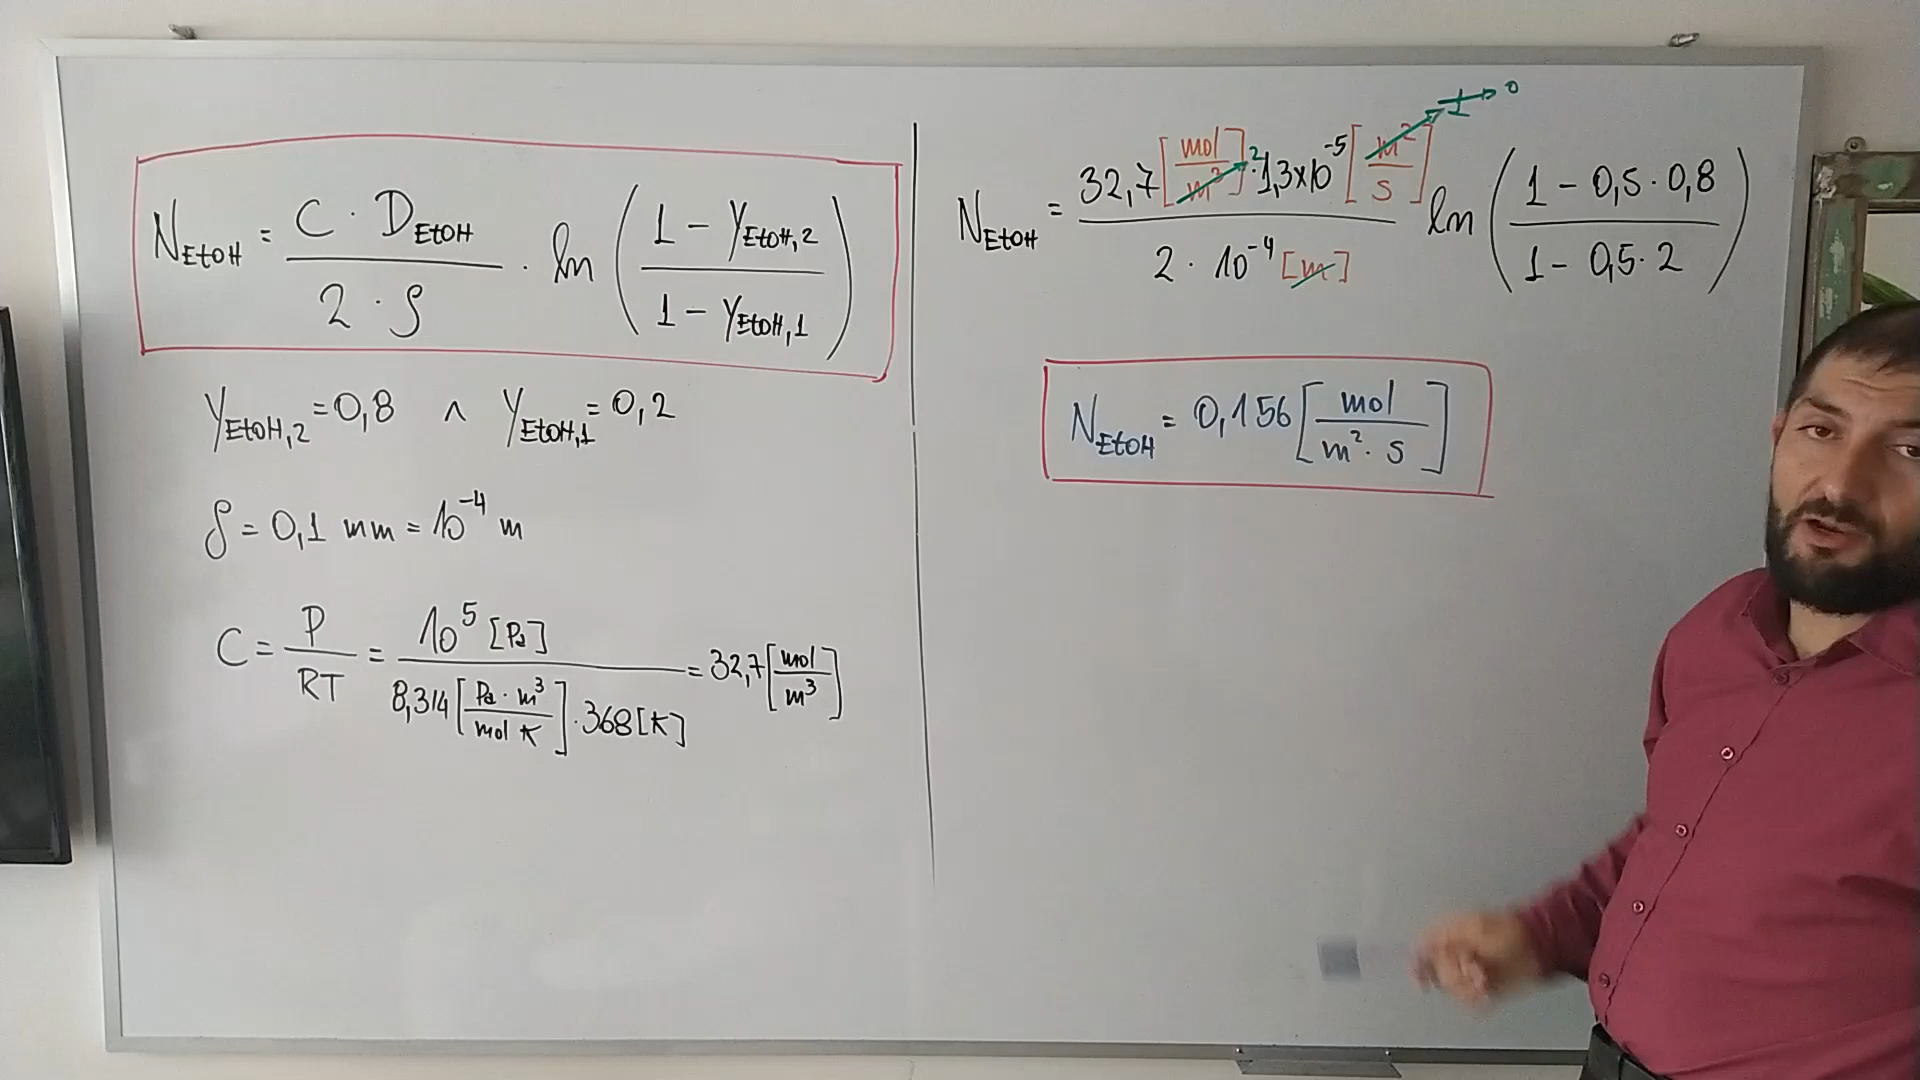 N_EtOH = (C · D_EtOH) / (2 · δ) · ln((1 - y_EtOH,2) / (1 - y_EtOH,1))
y_EtOH,2 = 0,8 ∧ y_EtOH,1 = 0,2
δ = 0,1 mm = 10^-4 m
C = P / RT = 10^5 [Pa] / (8,314 [Pa · m^3 / mol K] · 368 [K]) = 32,7 [mol / m^3]
N_EtOH = (32,7 [mol / m^3] 2 · 1,3x10^-5 [m^2 / s] 1 → 0) / (2 · 10^-4 [m]) ln((1 - 0,5 · 0,8) / (1 - 0,5 · 2))
N_EtOH = 0,156 [mol / m^2 · s]